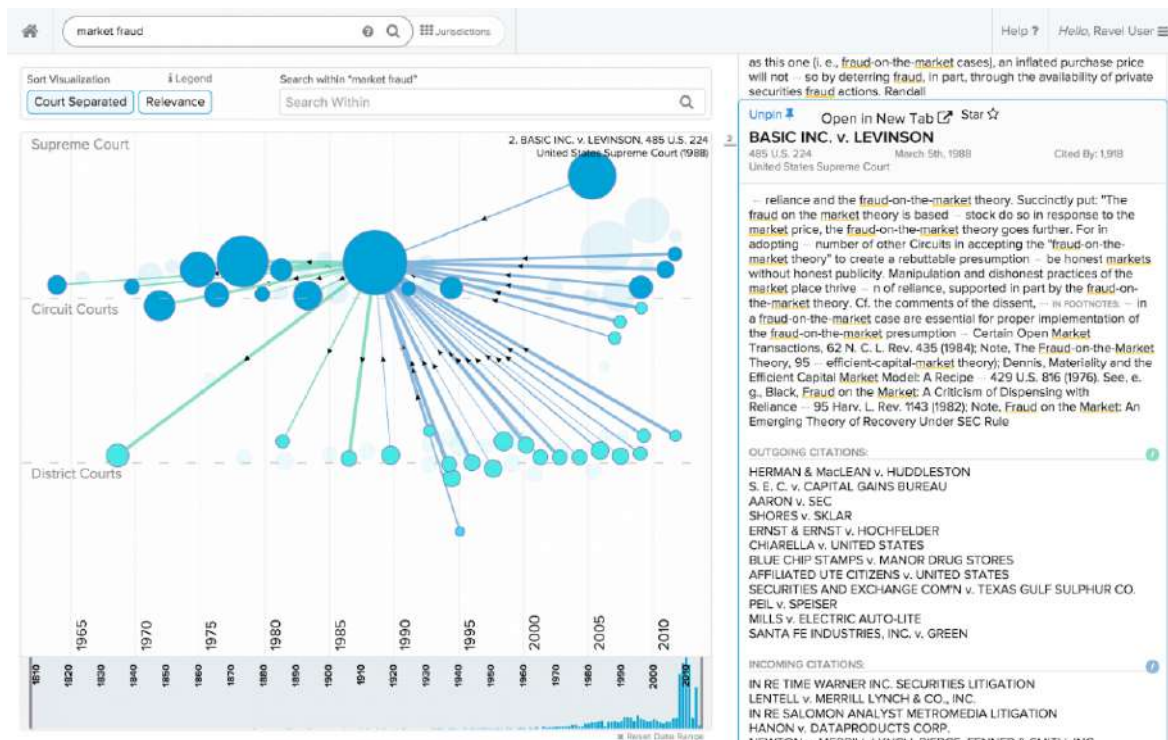 market fraud
Jurisdictions
Help ?
Hello, Ravel User
Sort Visualization
Legend
Search within "market fraud"
Court Separated
Relevance
Search Within
Supreme Court
2. BASIC INC. v. LEVINSON, 485 U.S. 224
United States Supreme Court (1988)
Circuit Courts
District Courts
1965 1970 1975 1980 1985 1990 1995 2000 2005 2010
1810 1820 1830 1840 1850 1860 1870 1880 1890 1900 1910 1920 1930 1940 1950 1960 1970 1980 1990 2000 2010
Reset Date Range
as this one (i. e., fraud-on-the-market cases), an inflated purchase price
will not -- so by deterring fraud, in part, through the availability of private
securities fraud actions. Randall
2
Unpin
Open in New Tab
Star
BASIC INC. v. LEVINSON
485 U.S. 224
March 5th, 1988
Cited By: 1,918
United States Supreme Court
-- reliance and the fraud-on-the-market theory. Succinctly put: "The
fraud on the market theory is based -- stock do so in response to the
market price, the fraud-on-the-market theory goes further. For in
adopting -- number of other Circuits in accepting the "fraud-on-the-
market theory" to create a rebuttable presumption -- be honest markets
without honest publicity. Manipulation and dishonest practices of the
market place thrive -- n of reliance, supported in part by the fraud-on-
the-market theory. Cf. the comments of the dissent, -- IN FOOTNOTES: -- in
a fraud-on-the-market case are essential for proper implementation of
the fraud-on-the-market presumption -- Certain Open Market
Transactions, 62 N. C. L. Rev. 435 (1984); Note, The Fraud-on-the-Market
Theory, 95 -- efficient-capital-market theory); Dennis, Materiality and the
Efficient Capital Market Model: A Recipe -- 429 U.S. 816 (1976). See, e.
g., Black, Fraud on the Market: A Criticism of Dispensing with
Reliance -- 95 Harv. L. Rev. 1143 (1982); Note, Fraud on the Market: An
Emerging Theory of Recovery Under SEC Rule
OUTGOING CITATIONS:
HERMAN & MacLEAN v. HUDDLESTON
S. E. C. v. CAPITAL GAINS BUREAU
AARON v. SEC
SHORES v. SKLAR
ERNST & ERNST v. HOCHFELDER
CHIARELLA v. UNITED STATES
BLUE CHIP STAMPS v. MANOR DRUG STORES
AFFILIATED UTE CITIZENS v. UNITED STATES
SECURITIES AND EXCHANGE COM'N v. TEXAS GULF SULPHUR CO.
PEIL v. SPEISER
MILLS v. ELECTRIC AUTO-LITE
SANTA FE INDUSTRIES, INC. v. GREEN
INCOMING CITATIONS:
IN RE TIME WARNER INC. SECURITIES LITIGATION
LENTELL v. MERRILL LYNCH & CO., INC.
IN RE SALOMON ANALYST METROMEDIA LITIGATION
HANON v. DATAPRODUCTS CORP.